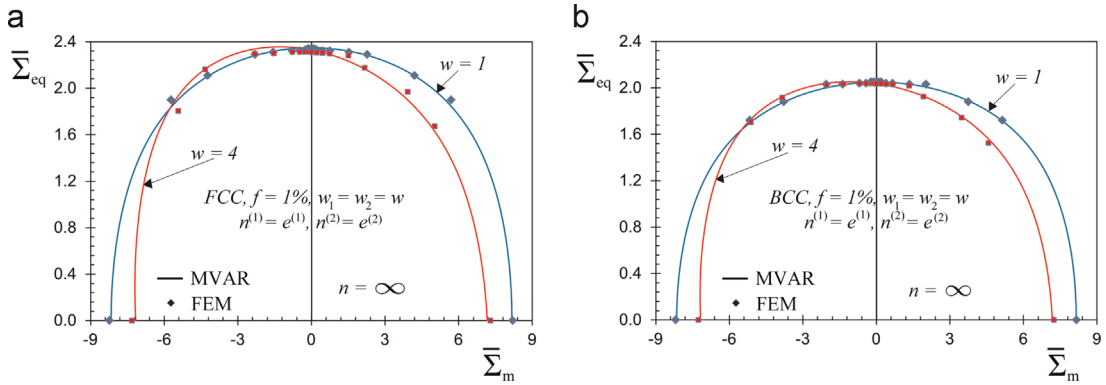 a
Σ̅eq
2.4
2.0
1.6
1.2
0.8
0.4
0.0
w = 1
w = 4
FCC, f = 1%, w₁ = w₂ = w
n⁽¹⁾ = e⁽¹⁾, n⁽²⁾ = e⁽²⁾
MVAR
FEM
n = ∞
-9 -6 -3 0 3 6 9
Σ̅m
b
Σ̅eq
2.4
2.0
1.6
1.2
0.8
0.4
0.0
w = 1
w = 4
BCC, f = 1%, w₁ = w₂ = w
n⁽¹⁾ = e⁽¹⁾, n⁽²⁾ = e⁽²⁾
MVAR
FEM
n = ∞
-9 -6 -3 0 3 6 9
Σ̅m